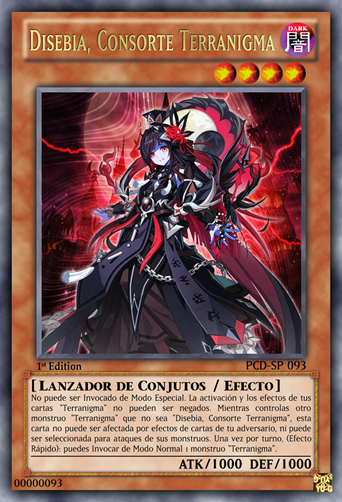 Disebia, Consorte Terranigma
DARK
闇
1st Edition
PCD-SP 093
[Lanzador de Conjutos / Efecto]
No puede ser Invocado de Modo Especial. La activación y los efectos de tus
cartas "Terranigma" no pueden ser negados. Mientras controlas otro
monstruo "Terranigma" que no sea "Disebia, Consorte Terranigma", esta
carta no puede ser afectada por efectos de cartas de tu adversario, ni puede
ser seleccionada para ataques de sus monstruos. Una vez por turno, (Efecto
Rápido): puedes Invocar de Modo Normal 1 monstruo "Terranigma".
ATK/1000 DEF/1000
00000093